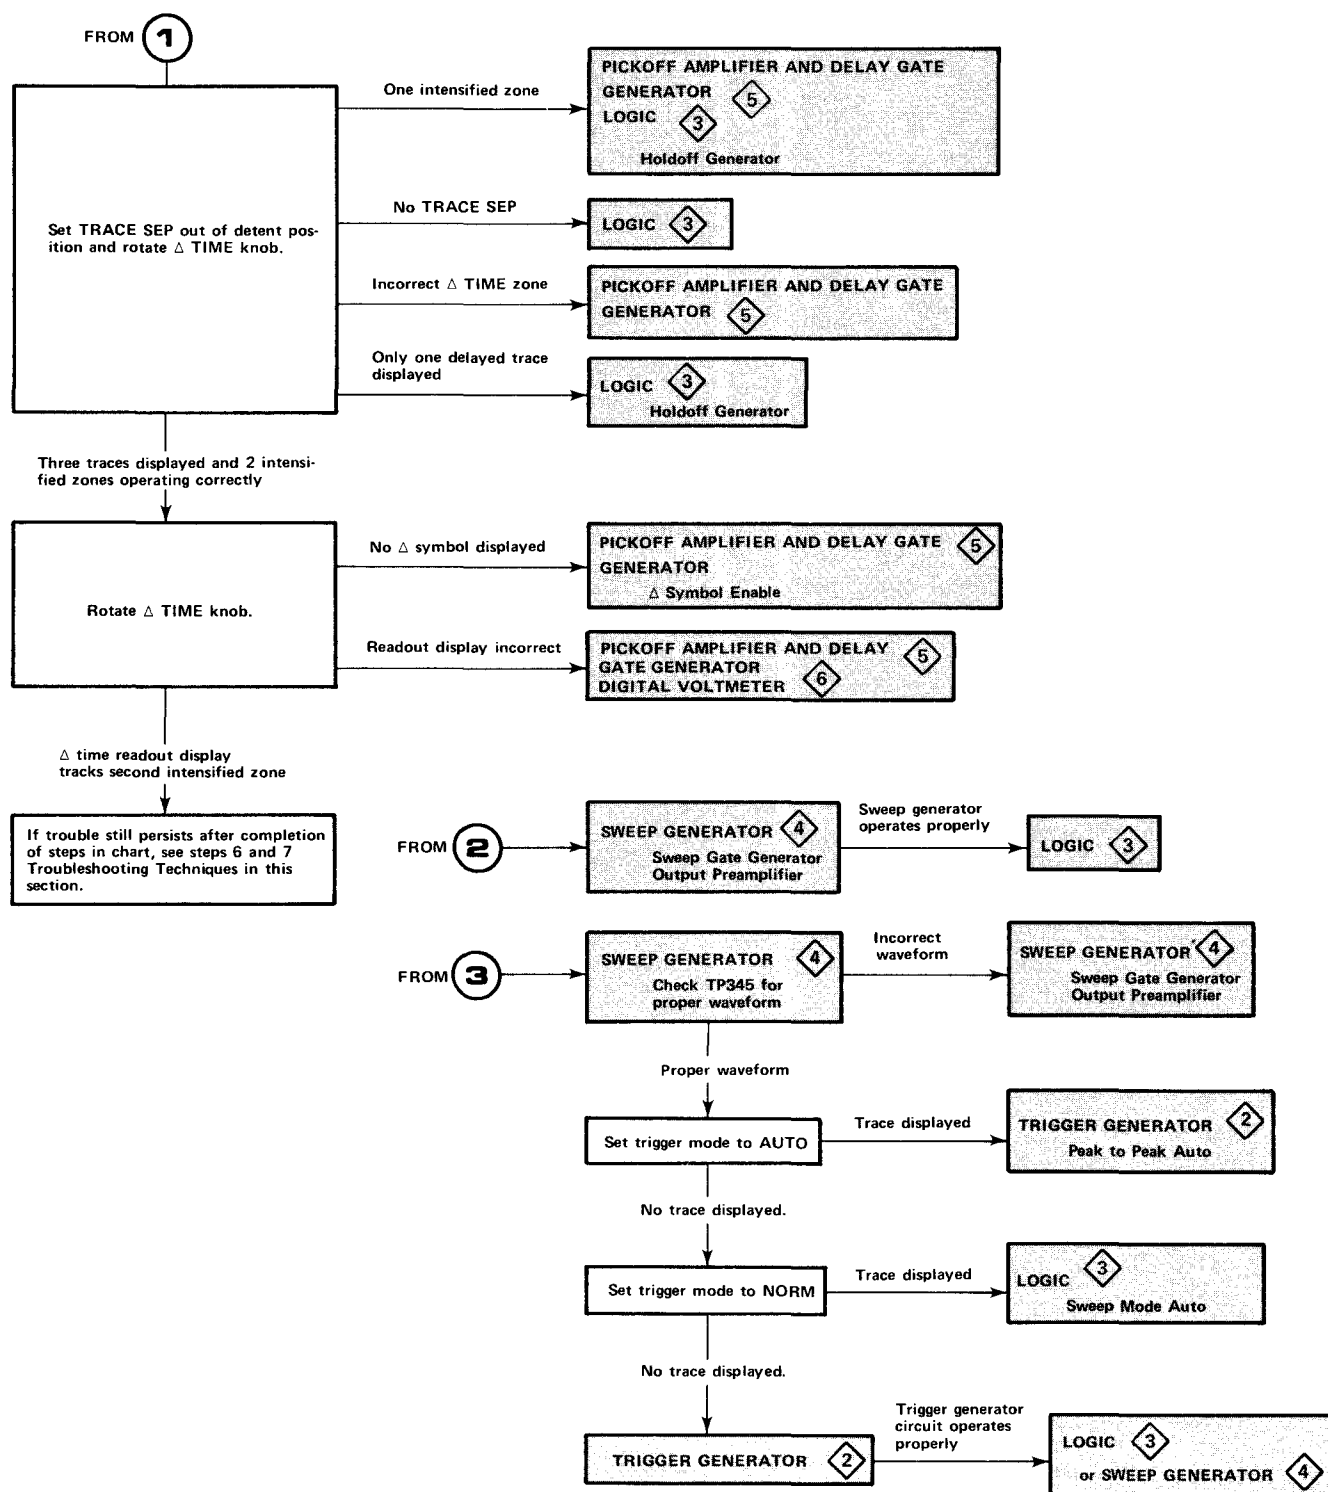 FROM 1
One intensified zone
PICKOFF AMPLIFIER AND DELAY GATE
GENERATOR 5
LOGIC 3
Holdoff Generator
Set TRACE SEP out of detent pos-
ition and rotate Δ TIME knob.
No TRACE SEP
LOGIC 3
Incorrect Δ TIME zone
PICKOFF AMPLIFIER AND DELAY GATE
GENERATOR 5
Only one delayed trace
displayed
LOGIC 3
Holdoff Generator
Three traces displayed and 2 intensi-
fied zones operating correctly
Rotate Δ TIME knob.
No Δ symbol displayed
PICKOFF AMPLIFIER AND DELAY GATE 5
GENERATOR
Δ Symbol Enable
Readout display incorrect
PICKOFF AMPLIFIER AND DELAY 5
GATE GENERATOR
DIGITAL VOLTMETER 6
Δ time readout display
tracks second intensified zone
If trouble still persists after completion
of steps in chart, see steps 6 and 7
Troubleshooting Techniques in this
section.
FROM 2
SWEEP GENERATOR 4
Sweep Gate Generator
Output Preamplifier
Sweep generator
operates properly
LOGIC 3
FROM 3
SWEEP GENERATOR 4
Check TP345 for
proper waveform
Incorrect
waveform
SWEEP GENERATOR 4
Sweep Gate Generator
Output Preamplifier
Proper waveform
Set trigger mode to AUTO
Trace displayed
TRIGGER GENERATOR 2
Peak to Peak Auto
No trace displayed.
Set trigger mode to NORM
Trace displayed
LOGIC 3
Sweep Mode Auto
No trace displayed.
TRIGGER GENERATOR 2
Trigger generator
circuit operates
properly
LOGIC 3
or SWEEP GENERATOR 4